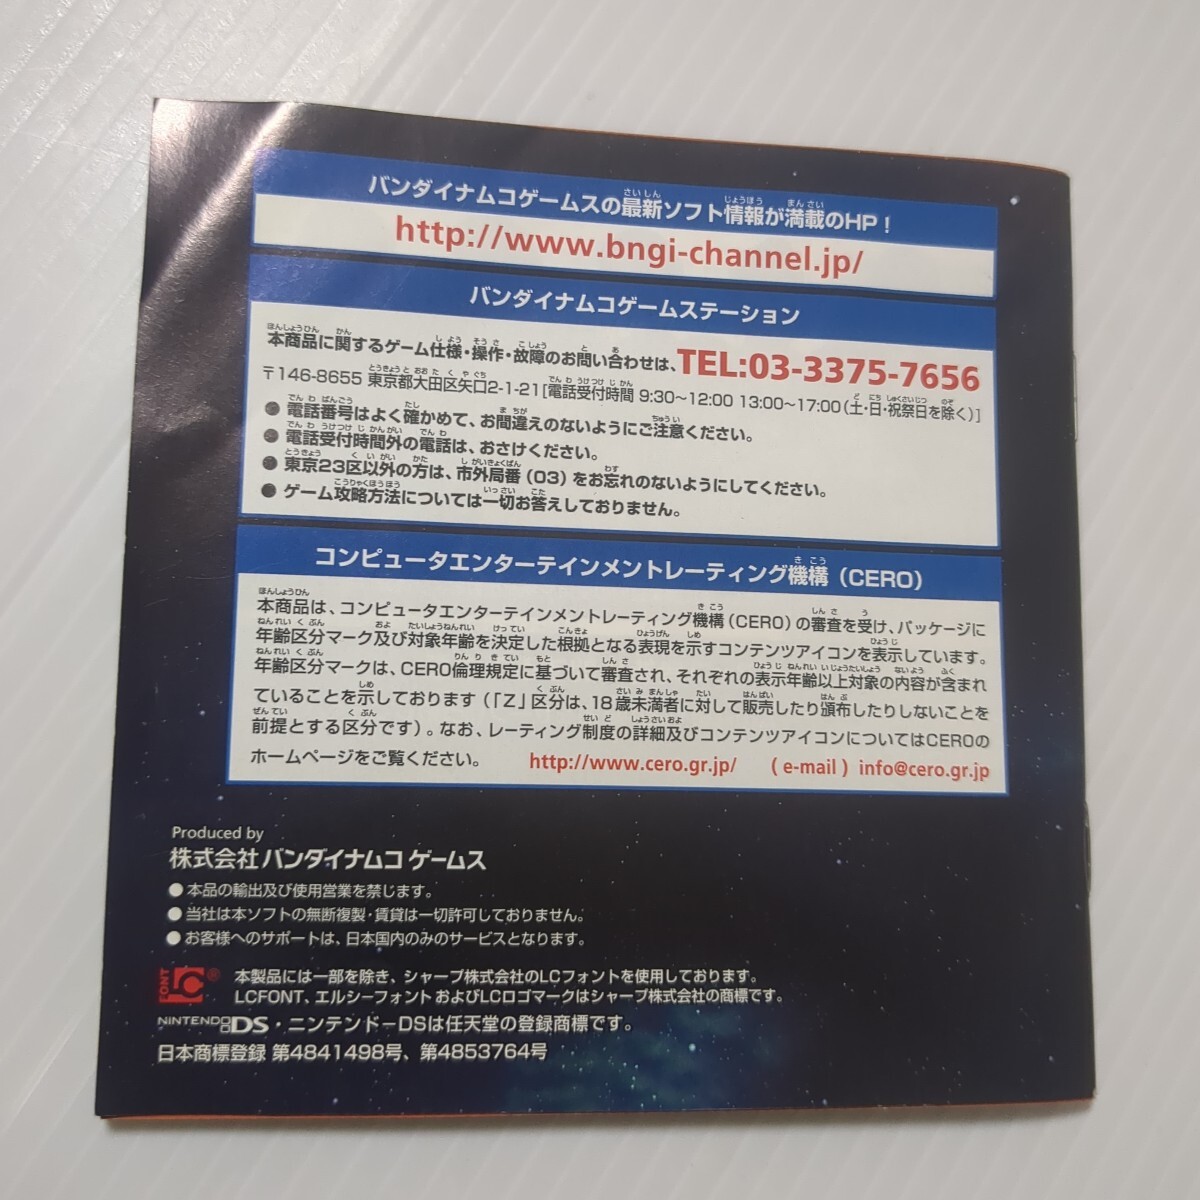 バンダイナムコゲームスの最新ソフト情報が満載のHP！
http://www.bngi-channel.jp/
バンダイナムコゲームステーション
本商品に関するゲーム仕様・操作・故障のお問い合わせは、TEL:03-3375-7656
〒146-8655 東京都大田区矢口2-1-21[電話受付時間 9:30～12:00 13:00～17:00（土・日・祝祭日を除く）]
● 電話番号はよく確かめて、お間違えのないようにご注意ください。
● 電話受付時間外の電話は、おさけください。
● 東京23区以外の方は、市外局番（03）をお忘れのないようにしてください。
● ゲーム攻略方法については一切お答えしておりません。
コンピュータエンターテインメントレーティング機構（CERO）
本商品は、コンピュータエンターテインメントレーティング機構（CERO）の審査を受け、パッケージに
年齢区分マーク及び対象年齢を決定した根拠となる表現を示すコンテンツアイコンを表示しています。
年齢区分マークは、CERO倫理規定に基づいて審査され、それぞれの表示年齢以上対象の内容が含まれ
ていることを示しております（「Z」区分は、18歳未満者に対して販売したり頒布したりしないことを
前提とする区分です）。なお、レーティング制度の詳細及びコンテンツアイコンについてはCEROの
ホームページをご覧ください。 http://www.cero.gr.jp/ （e-mail）info@cero.gr.jp
Produced by
株式会社 バンダイナムコ ゲームス
● 本品の輸出及び使用営業を禁じます。
● 当社は本ソフトの無断複製・賃貸は一切許可しておりません。
● お客様へのサポートは、日本国内のみのサービスとなります。
LC FONT ® 本製品には一部を除き、シャープ株式会社のLCフォントを使用しております。
LCFONT、エルシーフォント およびLCロゴマークはシャープ株式会社の商標です。
NINTENDO DS・ニンテンドーDSは任天堂の登録商標です。
日本商標登録 第4841498号、第4853764号